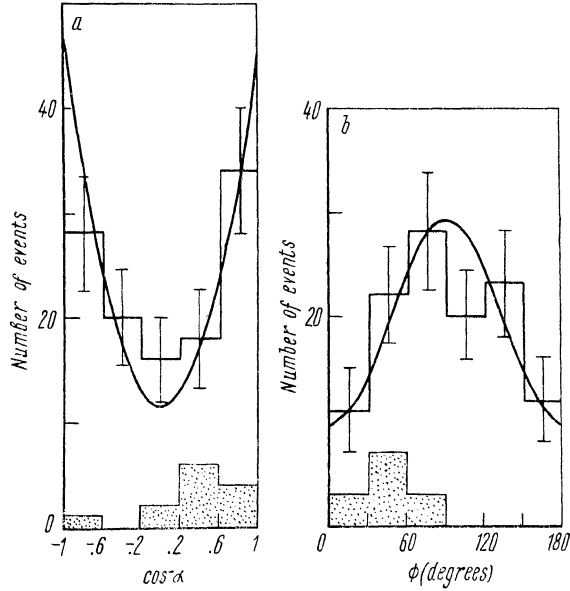 a
40
20
0
Number of events
-1 -.6 -.2 .2 .6 1
cos α
b
40
20
Number of events
0 60 120 180
Φ(degrees)